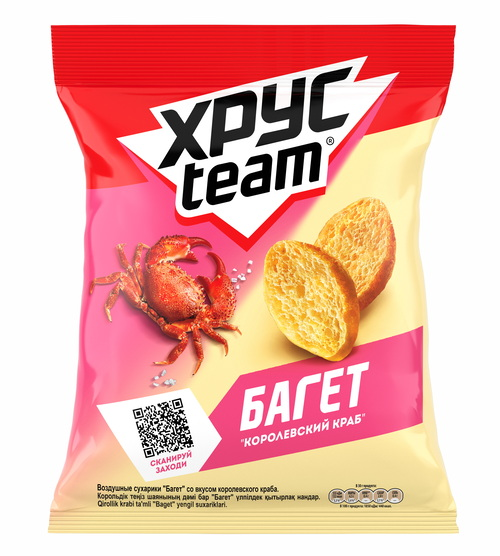 ХРУС
team®
БАГЕТ
"КОРОЛЕВСКИЙ КРАБ"
СКАНИРУЙ
ЗАХОДИ
Воздушные сухарики "Багет" со вкусом королевского краба.
Корольдік теңіз шаянының дәмі бар "Багет" үлпілдек қытырлақ нандар.
Qirollik krabi ta'mli "Baget" yengil suxariklari.